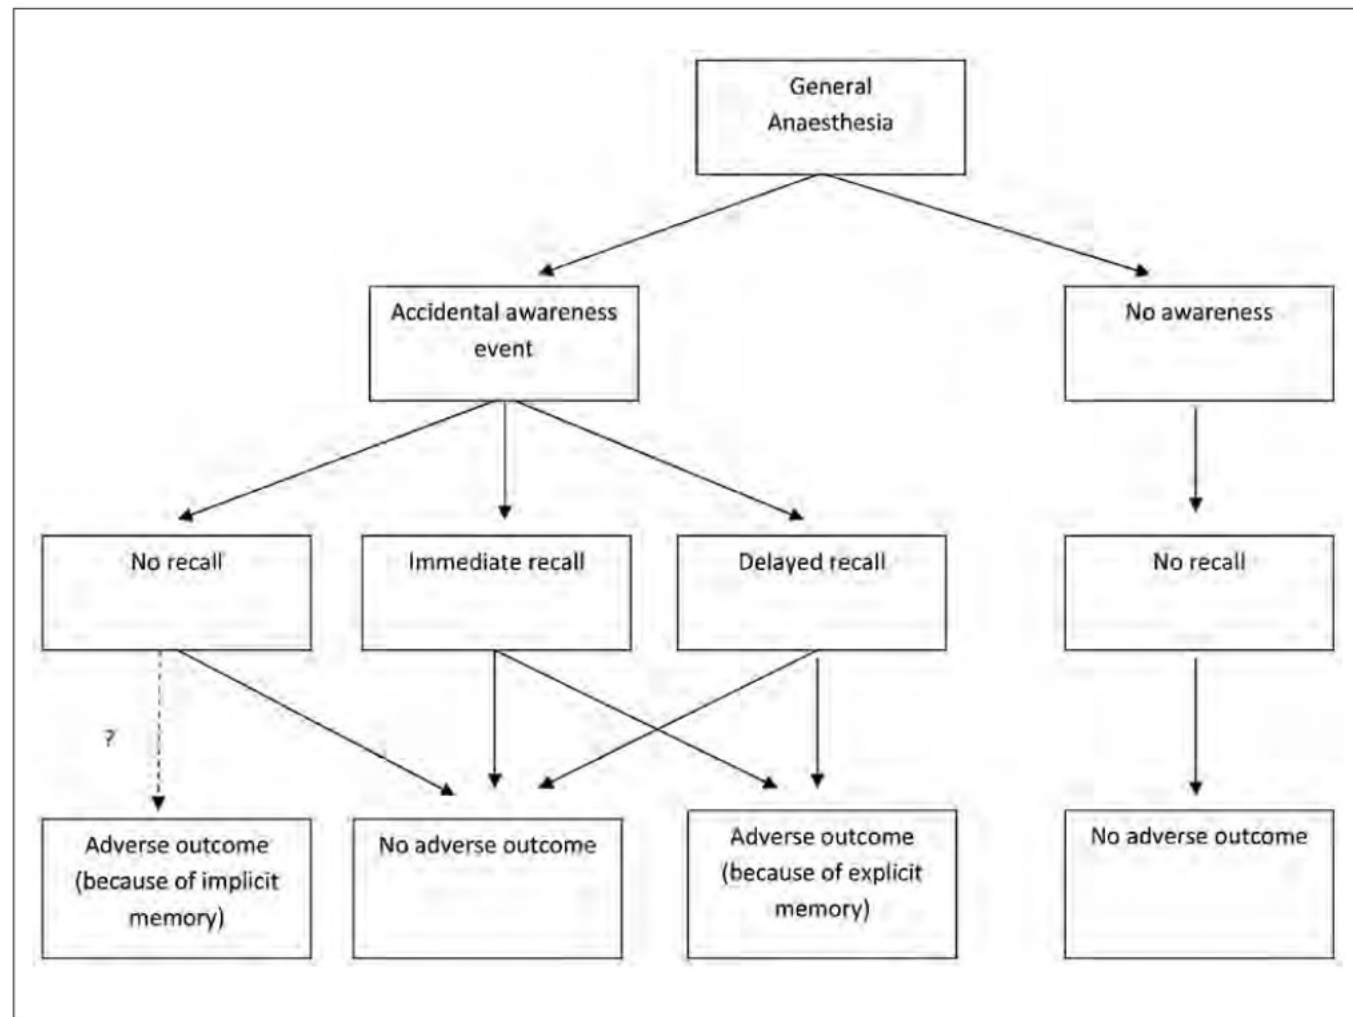 General
Anaesthesia
Accidental awareness
event
No awareness
No recall
Immediate recall
Delayed recall
No recall
?
Adverse outcome
(because of implicit
memory)
No adverse outcome
Adverse outcome
(because of explicit
memory)
No adverse outcome